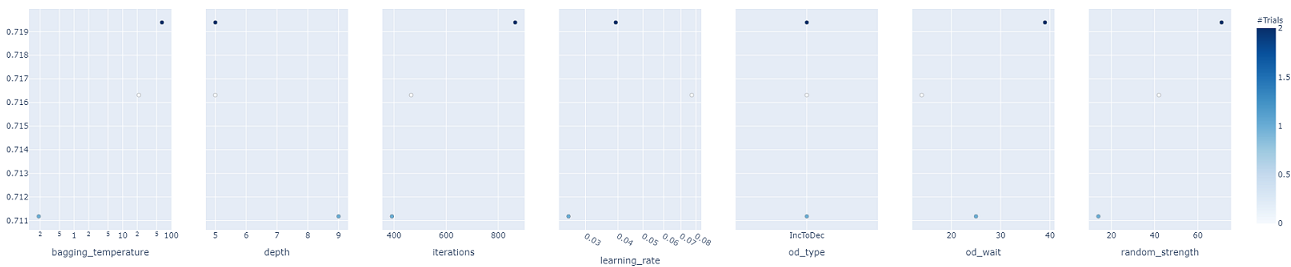 #Trials
0.719
0.718
0.717
0.716
0.715
0.714
0.713
0.712
0.711
2
1.5
1
0.5
0
2 5 1 2 5 10 2 5 100
5 6 7 8 9
400 600 800
0.03 0.04 0.05 0.06 0.07 0.08
IncToDec
20 30 40
20 40 60
bagging_temperature
depth
iterations
learning_rate
od_type
od_wait
random_strength